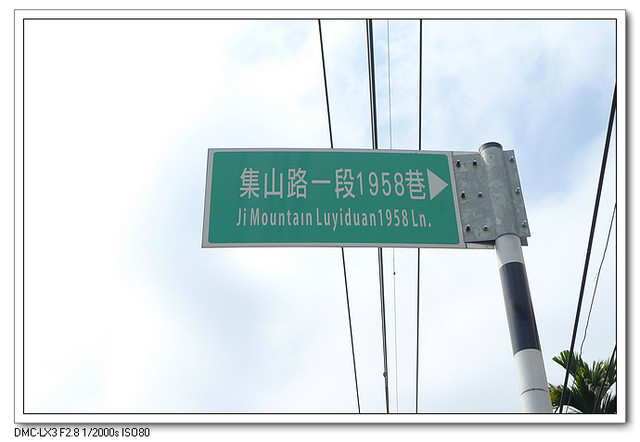 集山路一段1958巷
Ji Mountain Luyiduan1958 Ln.
DMC-LX3 F2.8 1/2000s ISO80